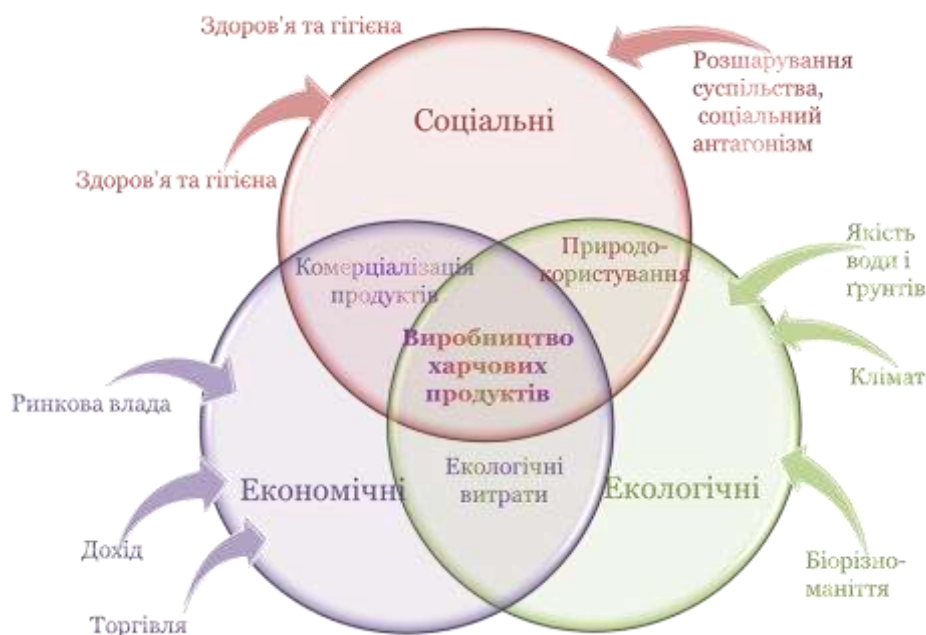 Здоров'я та гігієна
Розшарування
суспільства,
соціальний
антагонізм
Соціальні
Здоров'я та гігієна
Якість
води і
ґрунтів
Природо-
користування
Комерціалізація
продуктів
Виробництво
харчових
продуктів
Клімат
Ринкова влада
Екологічні
витрати
Економічні
Екологічні
Дохід
Біорізно-
маніття
Торгівля